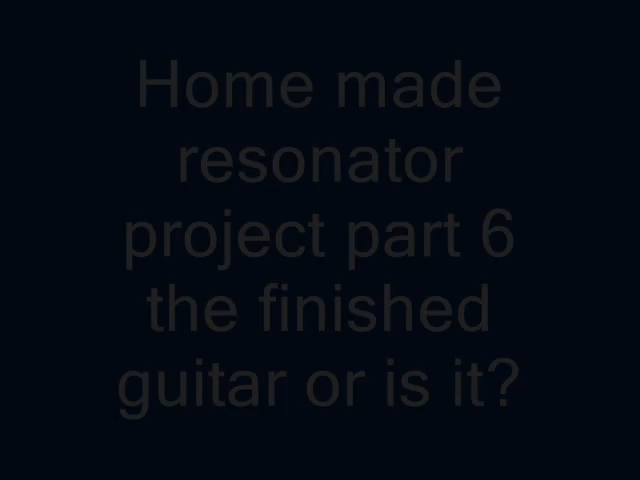 Home made
resonator
project part 6
the finished
guitar or is it?